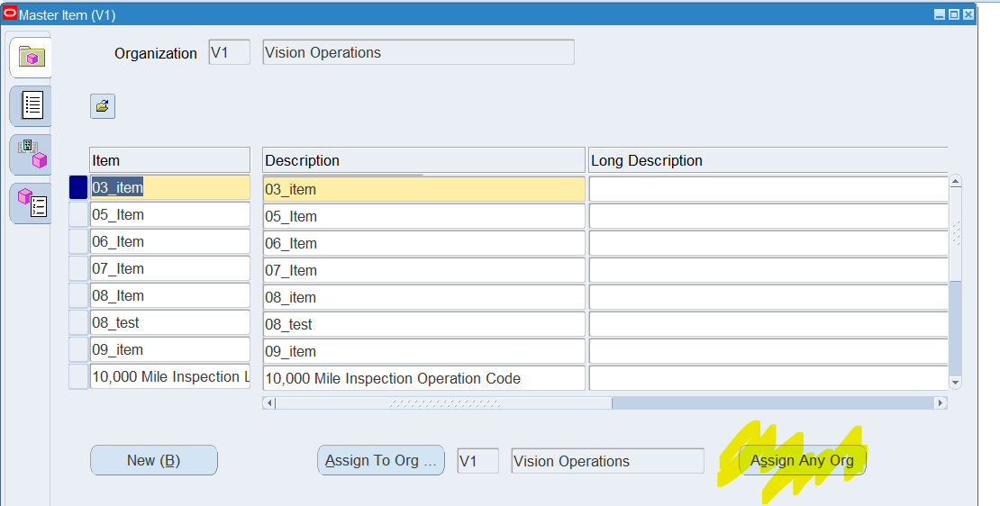 Master Item (V1)
Organization V1 Vision Operations
Item Description Long Description
03_item 03_item
05_Item 05_Item
06_Item 06_Item
07_Item 07_Item
08_Item 08_item
08_test 08_test
09_item 09_item
10,000 Mile Inspection L 10,000 Mile Inspection Operation Code
New (B) Assign To Org ... V1 Vision Operations Assign Any Org